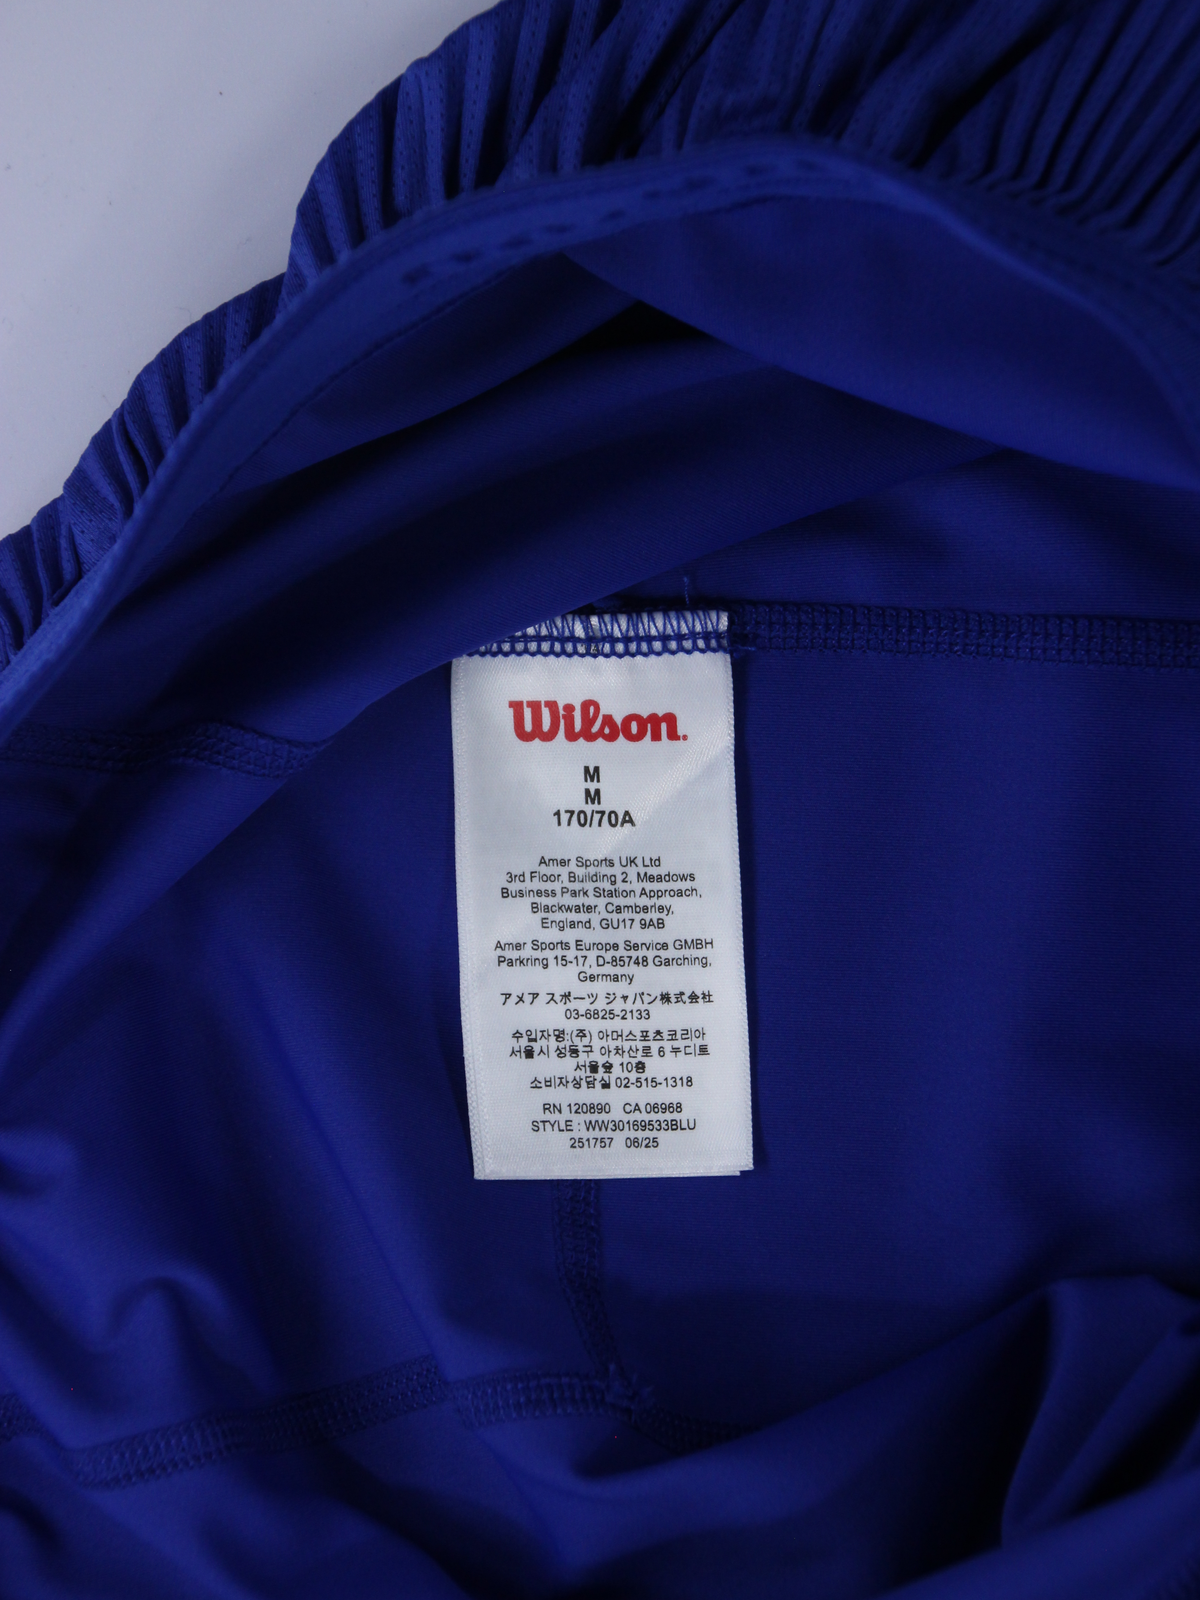 Wilson
M
M
170/70A
Amer Sports UK Ltd
3rd Floor, Building 2, Meadows
Business Park Station Approach,
Blackwater, Camberley,
England, GU17 9AB
Amer Sports Europe Service GMBH
Parkring 15-17, D-85748 Garching,
Germany
アメア スポーツ ジャパン株式会社
03-6825-2133
수입자명:(주) 아머스포츠코리아
서울시 성동구 아차산로 6 누디트
서울숲 10층
소비자상담실 02-515-1318
RN 120890 CA 06968
STYLE : WW30169533BLU
251757 06/25